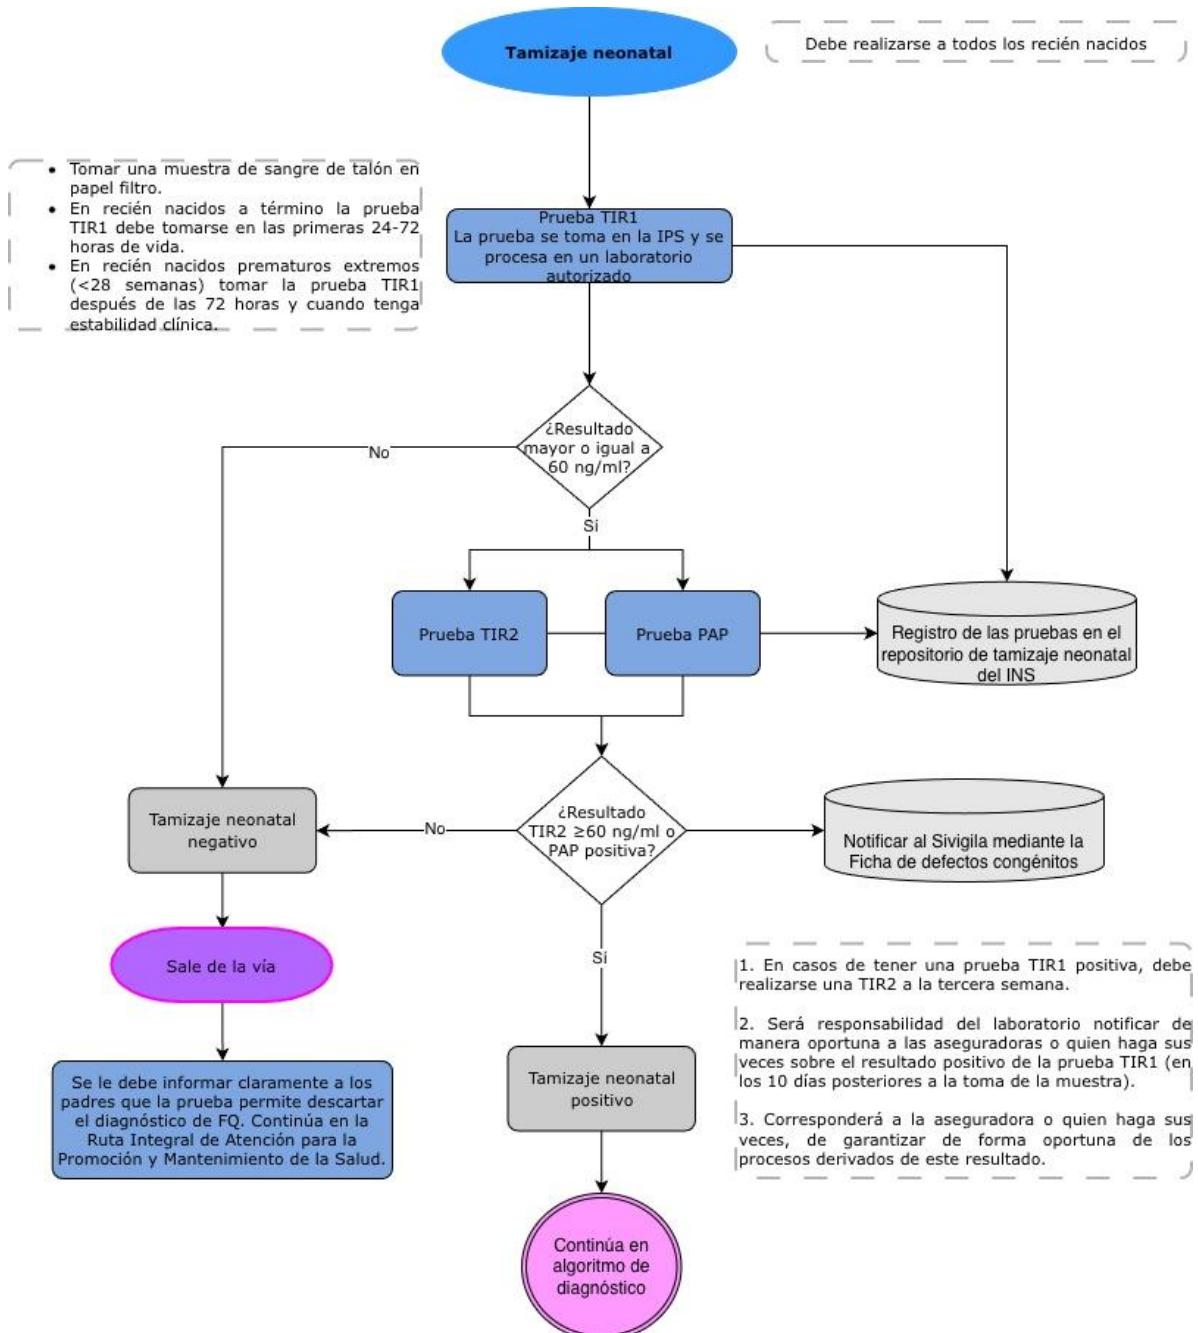 Tamizaje neonatal
Debe realizarse a todos los recién nacidos
• Tomar una muestra de sangre de talón en
papel filtro.
• En recién nacidos a término la prueba
TIR1 debe tomarse en las primeras 24-72
horas de vida.
• En recién nacidos prematuros extremos
(<28 semanas) tomar la prueba TIR1
después de las 72 horas y cuando tenga
estabilidad clínica.
Prueba TIR1
La prueba se toma en la IPS y se
procesa en un laboratorio
autorizado
¿Resultado
mayor o igual a
60 ng/ml?
No
Si
Prueba TIR2
Prueba PAP
Registro de las pruebas en el
repositorio de tamizaje neonatal
del INS
Tamizaje neonatal
negativo
No
¿Resultado
TIR2 ≥60 ng/ml o
PAP positiva?
Notificar al Sivigila mediante la
Ficha de defectos congénitos
Sale de la vía
Sí
1. En casos de tener una prueba TIR1 positiva, debe
realizarse una TIR2 a la tercera semana.
2. Será responsabilidad del laboratorio notificar de
manera oportuna a las aseguradoras o quien haga sus
veces sobre el resultado positivo de la prueba TIR1 (en
los 10 días posteriores a la toma de la muestra).
3. Corresponderá a la aseguradora o quien haga sus
veces, de garantizar de forma oportuna de los
procesos derivados de este resultado.
Se le debe informar claramente a los
padres que la prueba permite descartar
el diagnóstico de FQ. Continúa en la
Ruta Integral de Atención para la
Promoción y Mantenimiento de la Salud.
Tamizaje neonatal
positivo
Continúa en
algoritmo de
diagnóstico